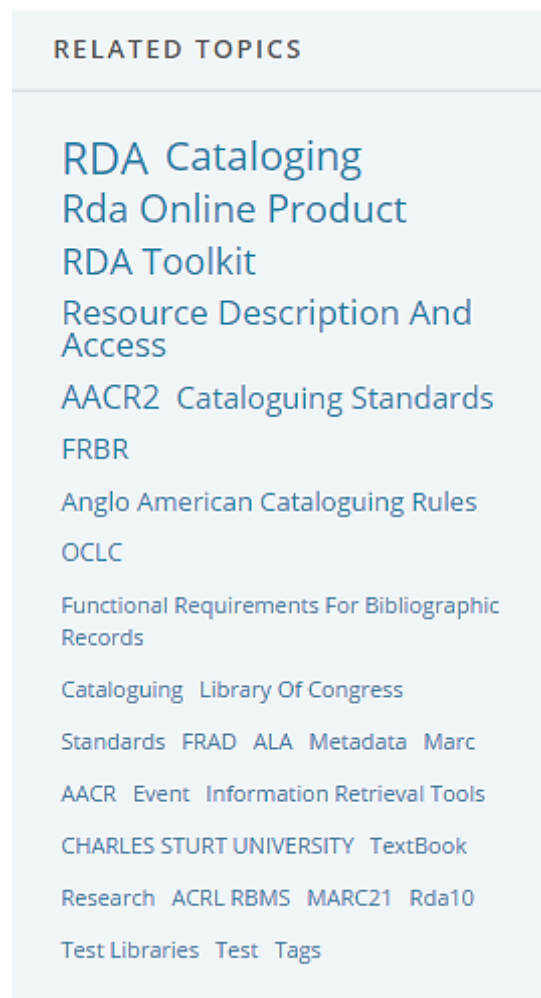 RELATED TOPICS
RDA Cataloging
Rda Online Product
RDA Toolkit
Resource Description And
Access
AACR2 Cataloguing Standards
FRBR
Anglo American Cataloguing Rules
OCLC
Functional Requirements For Bibliographic
Records
Cataloguing Library Of Congress
Standards FRAD ALA Metadata Marc
AACR Event Information Retrieval Tools
CHARLES STURT UNIVERSITY TextBook
Research ACRL RBMS MARC21 Rda10
Test Libraries Test Tags